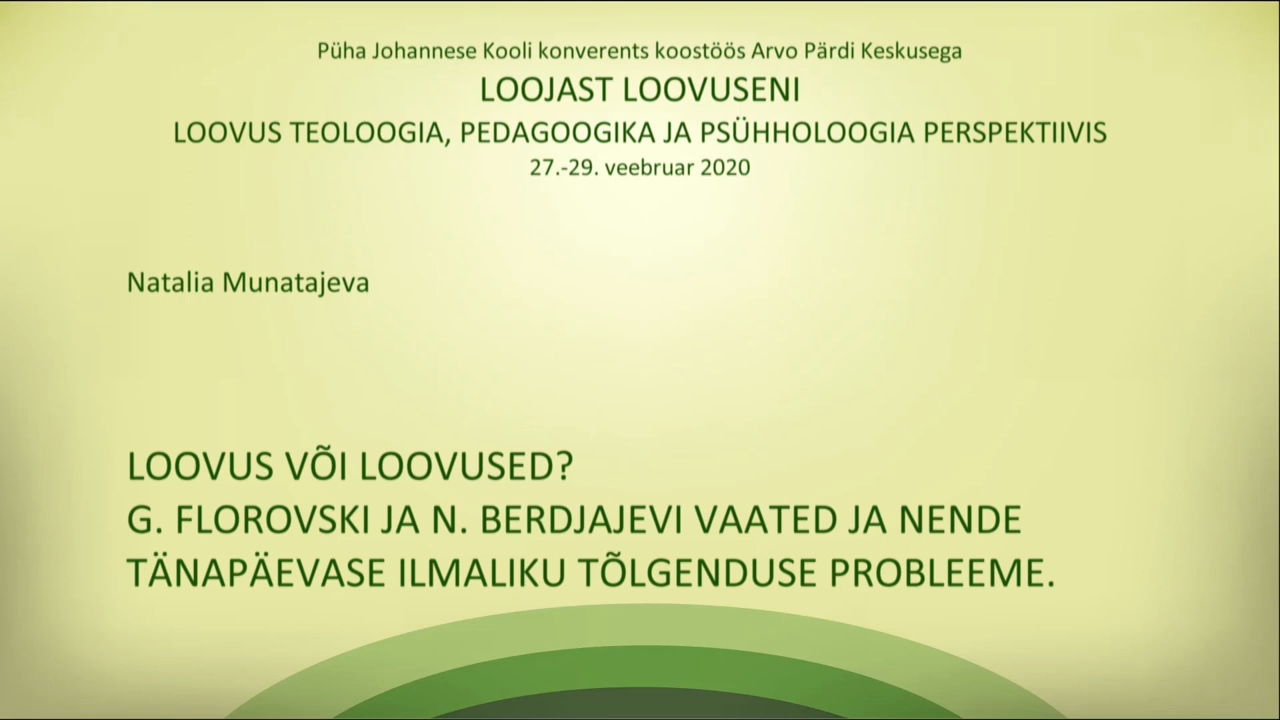 Püha Johannese Kooli konverents koostöös Arvo Pärdi Keskusega
LOOJAST LOOVUSENI
LOOVUS TEOLOOGIA, PEDAGOOGIKA JA PSÜHHOLOOGIA PERSPEKTIIVIS
27.-29. veebruar 2020
Natalia Munatajeva
LOOVUS VÕI LOOVUSED?
G. FLOROVSKI JA N. BERDJAJEVI VAATED JA NENDE
TÄNAPÄEVASE ILMALIKU TÕLGENDUSE PROBLEEME.